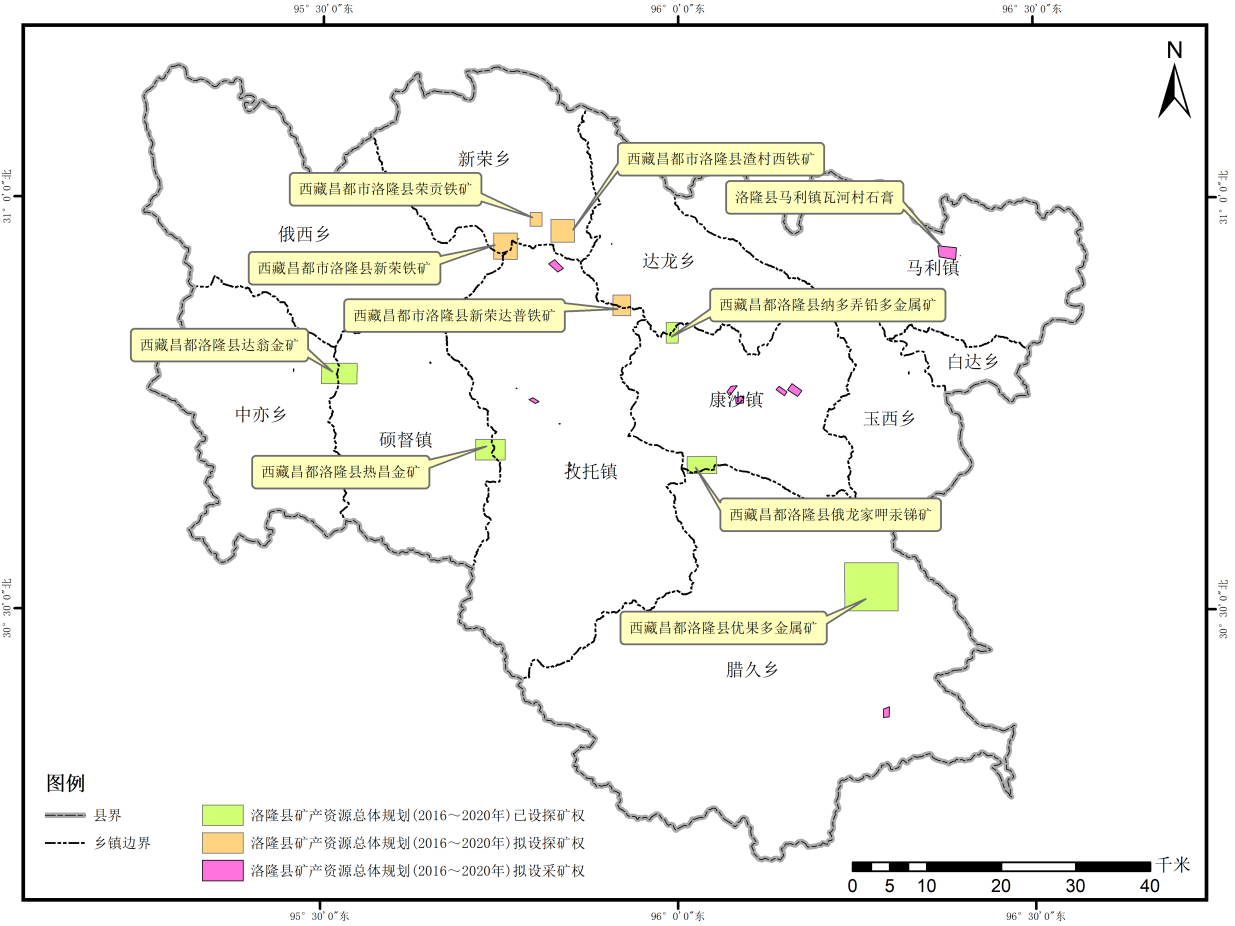 95° 30'0"东
96° 0'0"东
96° 30'0"东
N
31° 0'0"北
31° 0'0"北
新荣乡
西藏昌都市洛隆县渣村西铁矿
西藏昌都市洛隆县荣贡铁矿
洛隆县马利镇瓦河村石膏
俄西乡
达龙乡
马利镇
西藏昌都市洛隆县新荣铁矿
西藏昌都市洛隆县新荣达普铁矿
西藏昌都洛隆县纳多弄铅多金属矿
西藏昌都洛隆县达翁金矿
白达乡
中亦乡
康沙镇
玉西乡
硕督镇
西藏昌都洛隆县热昌金矿
孜托镇
西藏昌都洛隆县俄龙家呷汞锑矿
30° 30'0"北
30° 30'0"北
西藏昌都洛隆县优果多金属矿
腊久乡
图例
县界
洛隆县矿产资源总体规划(2016～2020年)已设探矿权
乡镇边界
洛隆县矿产资源总体规划(2016～2020年)拟设探矿权
洛隆县矿产资源总体规划(2016～2020年)拟设采矿权
千米
0 5 10 20 30 40
95° 30'0"东
96° 0'0"东
96° 30'0"东